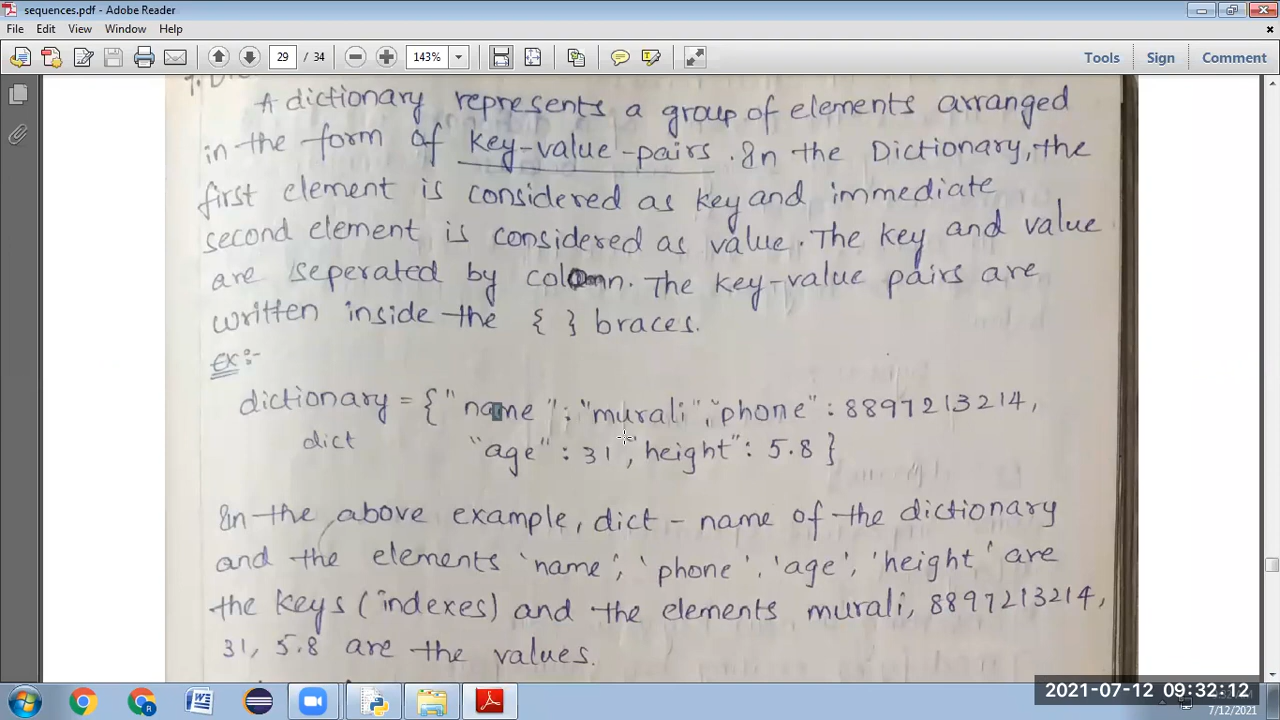 sequences.pdf - Adobe Reader
File Edit View Window Help
29 / 34 143% Tools Sign Comment
A dictionary represents a group of elements arranged
in the form of key-value-pairs. In the Dictionary, the
first element is considered as key and immediate
second element is considered as value. The key and value
are seperated by colomn. The key-value pairs are
written inside the { } braces.
ex:-
dictionary = {"name":"murali","phone":8897213214,
dict "age":31,"height":5.8}
In the above example, dict - name of the dictionary
and the elements 'name', 'phone', 'age', 'height' are
the keys (indexes) and the elements murali, 8897213214,
31, 5.8 are the values.
2021-07-12 09:32:12
7/12/2021